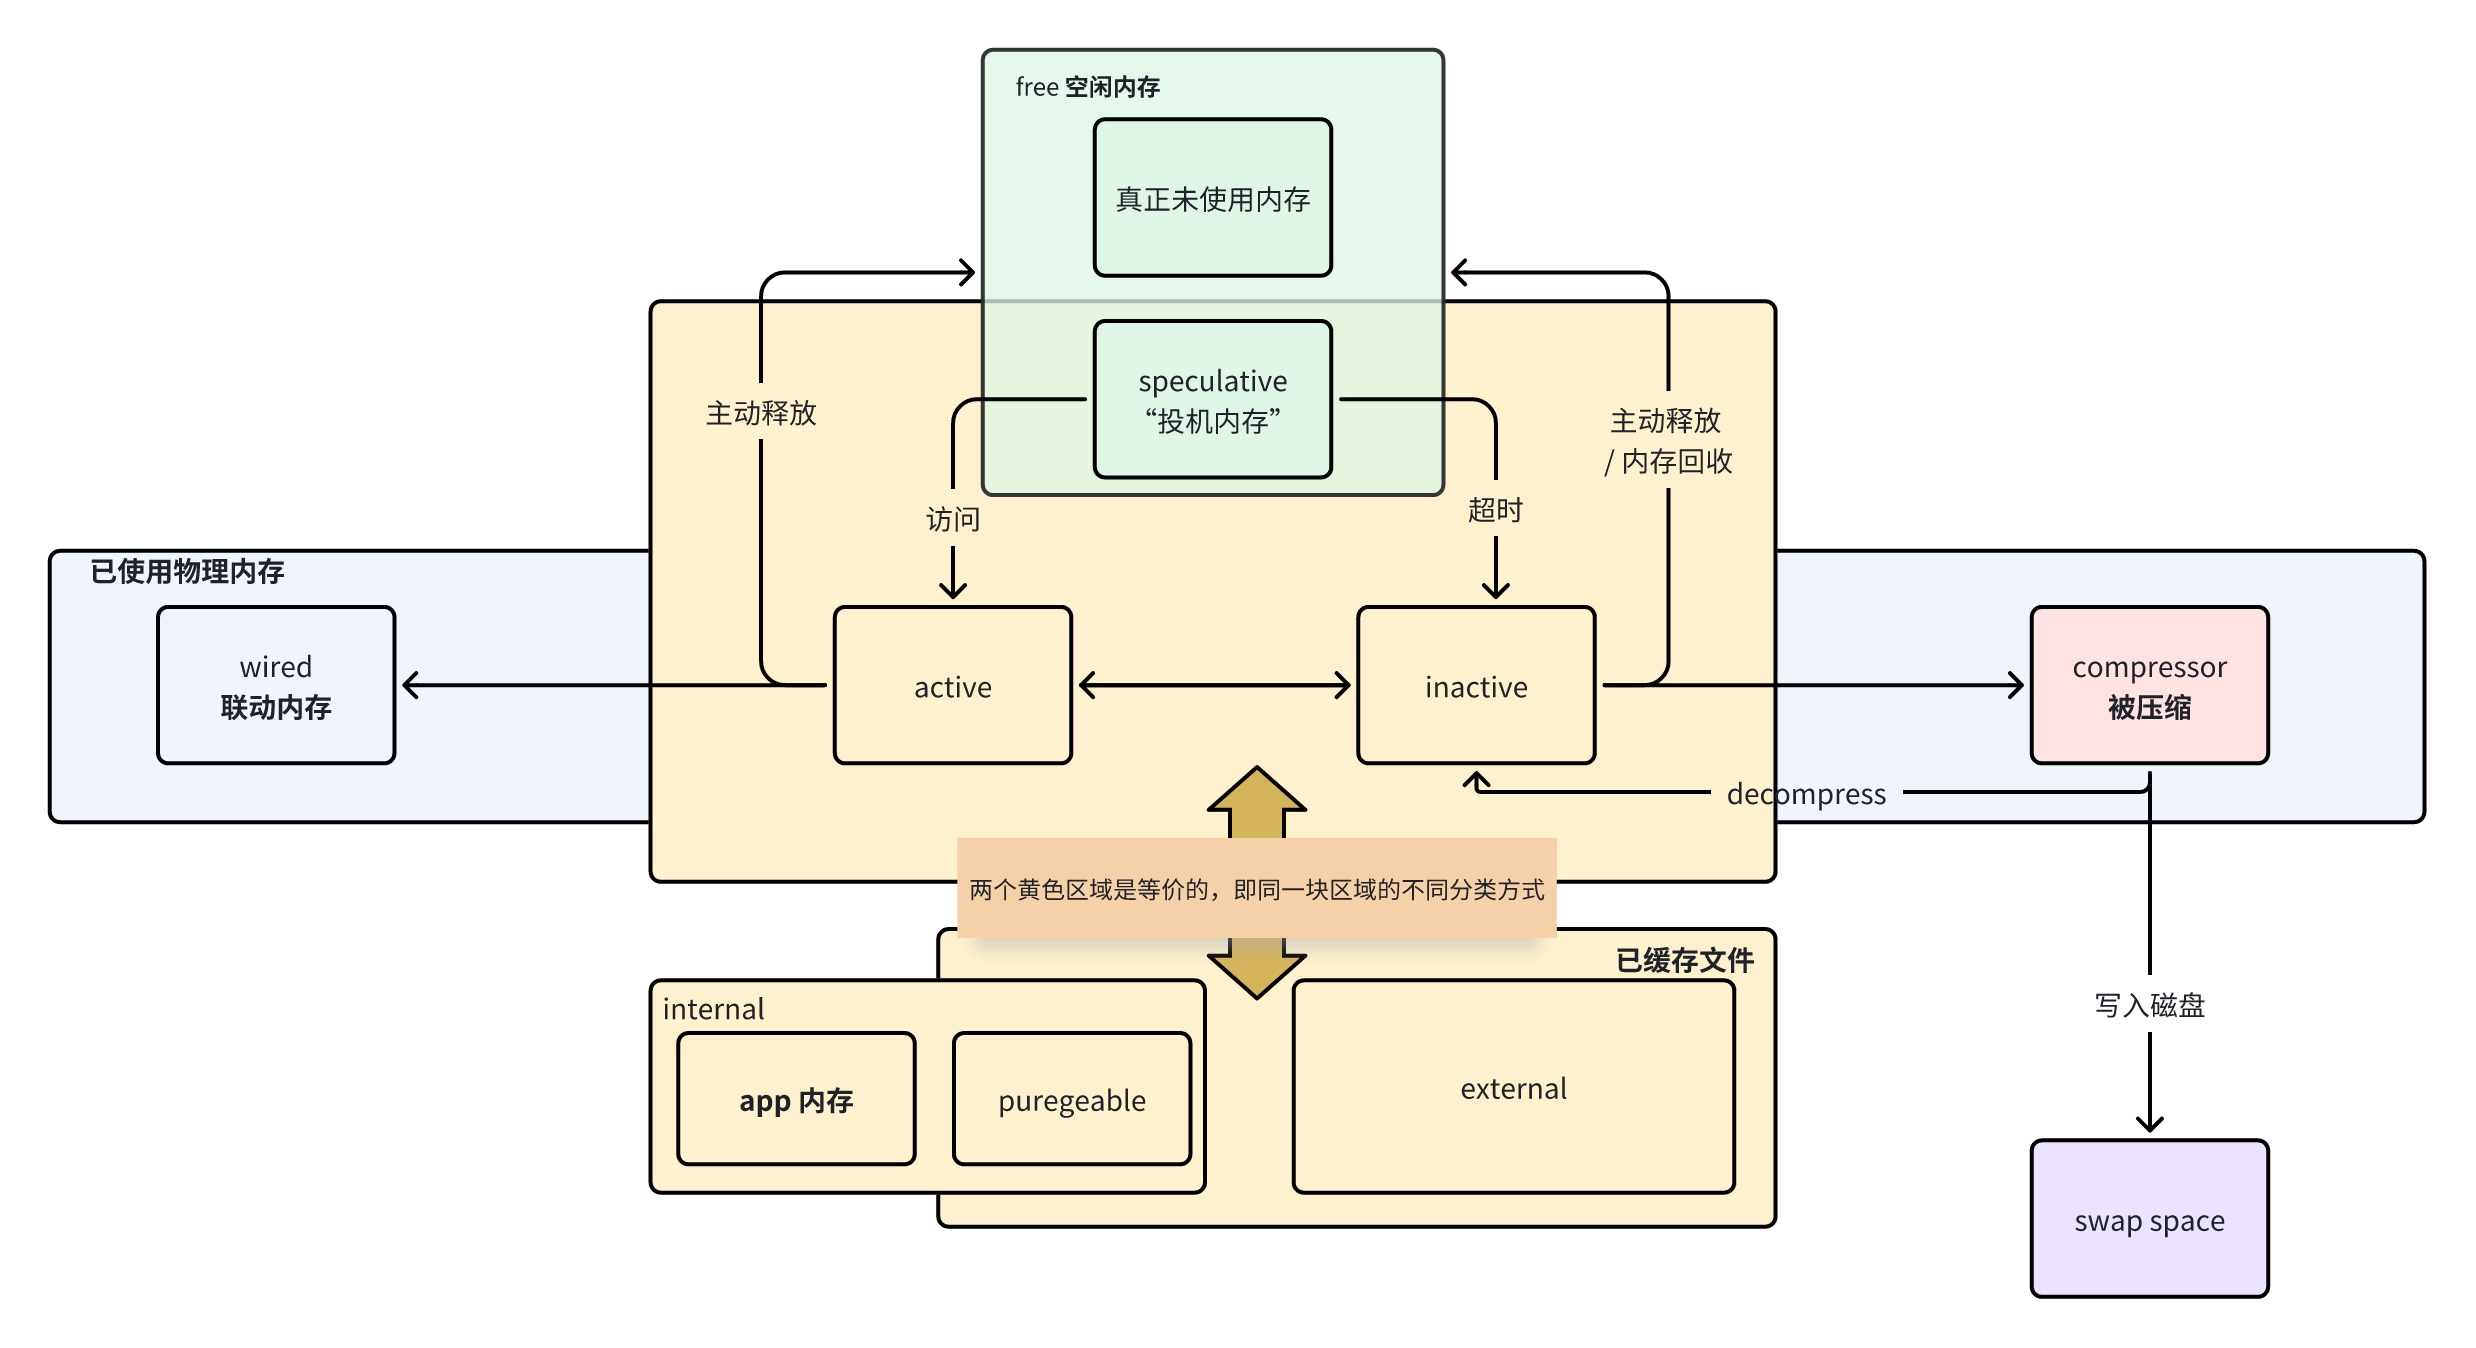 free 空闲内存
真正未使用内存
speculative
“投机内存”
主动释放
主动释放
/ 内存回收
访问
超时
已使用物理内存
wired
联动内存
active
inactive
compressor
被压缩
decompress
两个黄色区域是等价的，即同一块区域的不同分类方式
已缓存文件
internal
app 内存
puregeable
external
写入磁盘
swap space